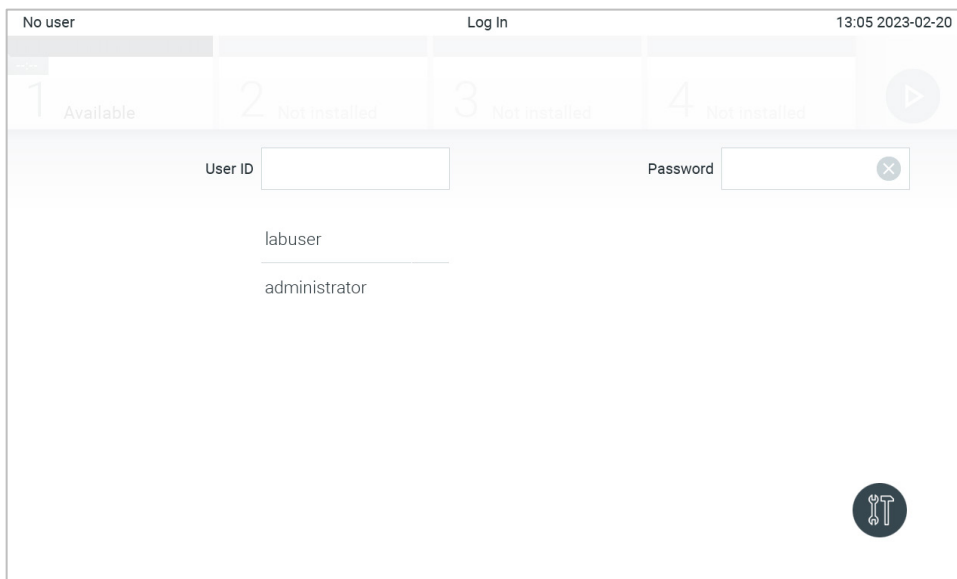 No user Log In 13:05 2023-02-20
1 Available 2 Not installed 3 Not installed 4 Not installed
User ID Password
labuser
administrator